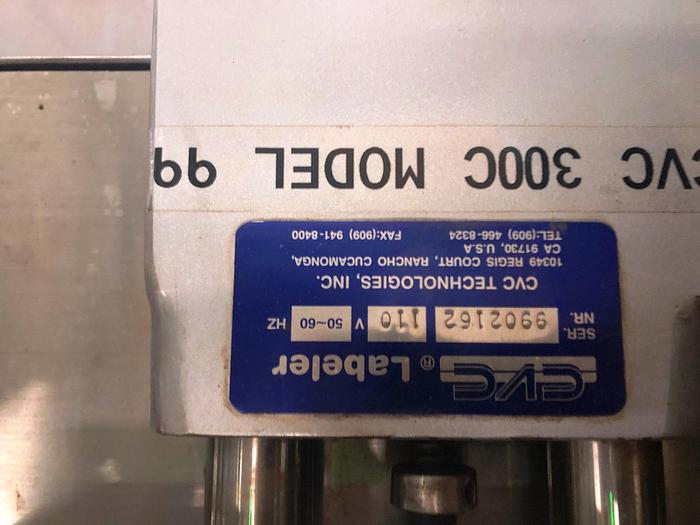 CVC Labeler®
SER. NR. 9902162 110 V 50~60 HZ
CVC TECHNOLOGIES, INC.
10349 REGIS COURT, RANCHO CUCAMONGA,
CA 91730, U.S.A
TEL:(909) 466-8324 FAX:(909) 941-8400
CVC 300C MODEL 99